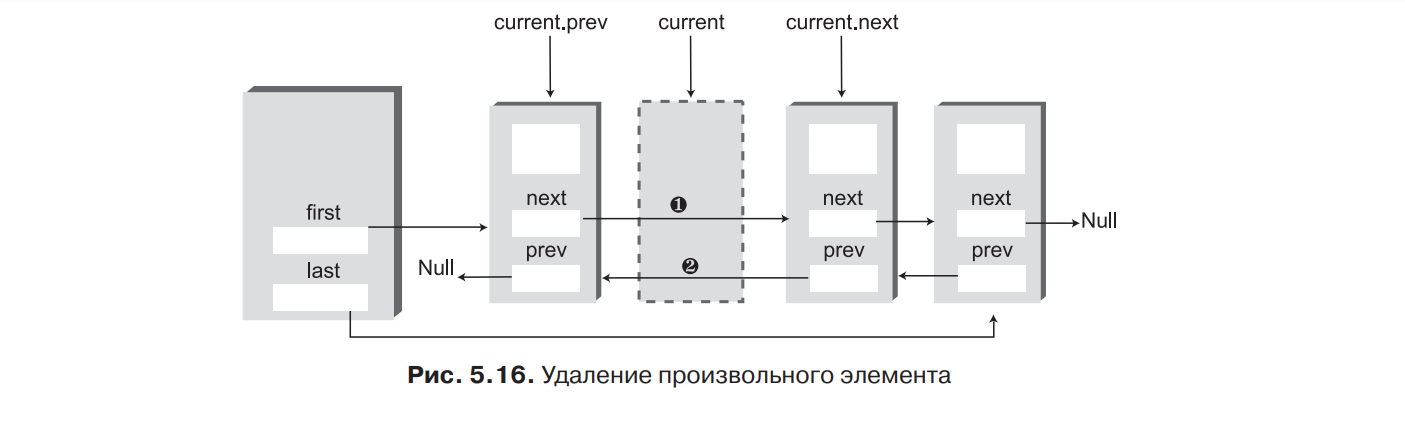 current.prev current current.next
first
last
Null
next
prev
❶
❷
next
prev
next
prev
Null
Рис. 5.16. Удаление произвольного элемента